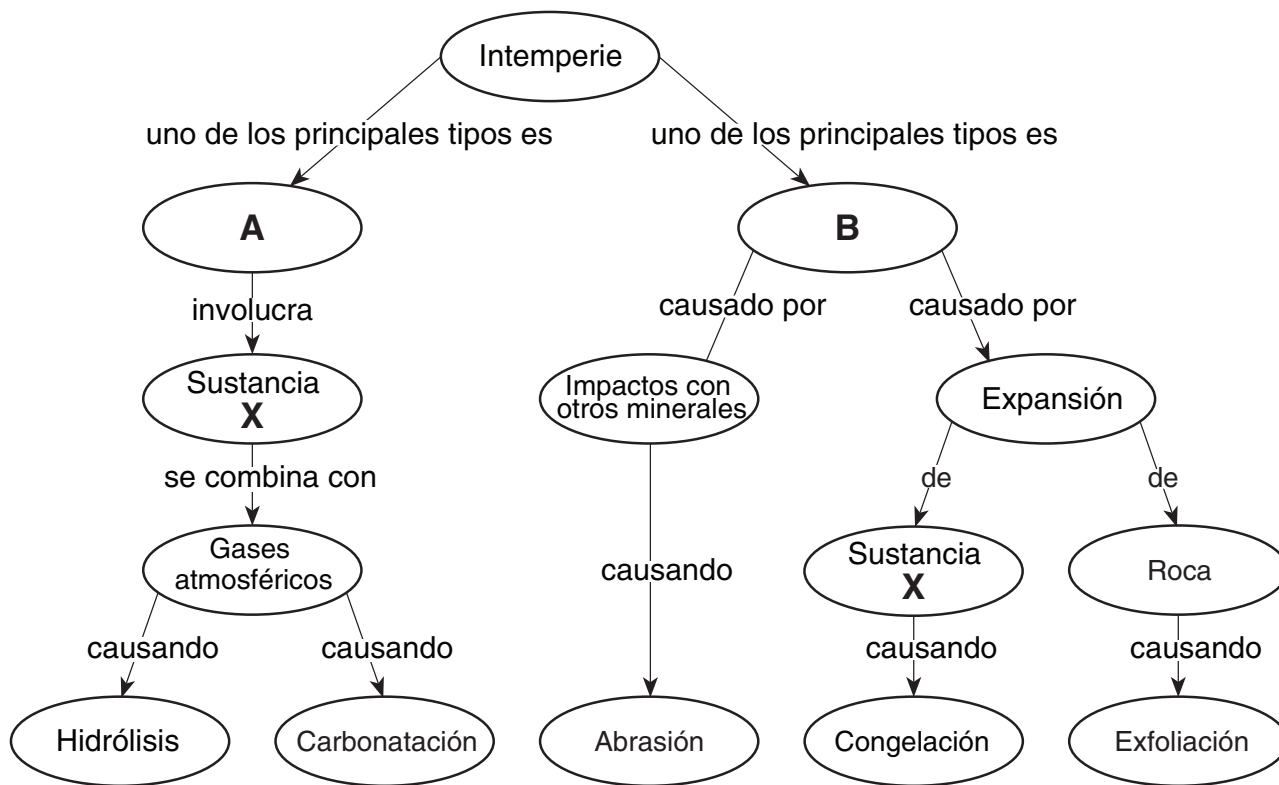 Intemperie
uno de los principales tipos es
uno de los principales tipos es
A
B
involucra
causado por
causado por
Sustancia
X
Impactos con
otros minerales
Expansión
se combina con
de
de
Gases
atmosféricos
causando
Sustancia
X
Roca
causando
causando
causando
causando
Hidrólisis
Carbonatación
Abrasión
Congelación
Exfoliación